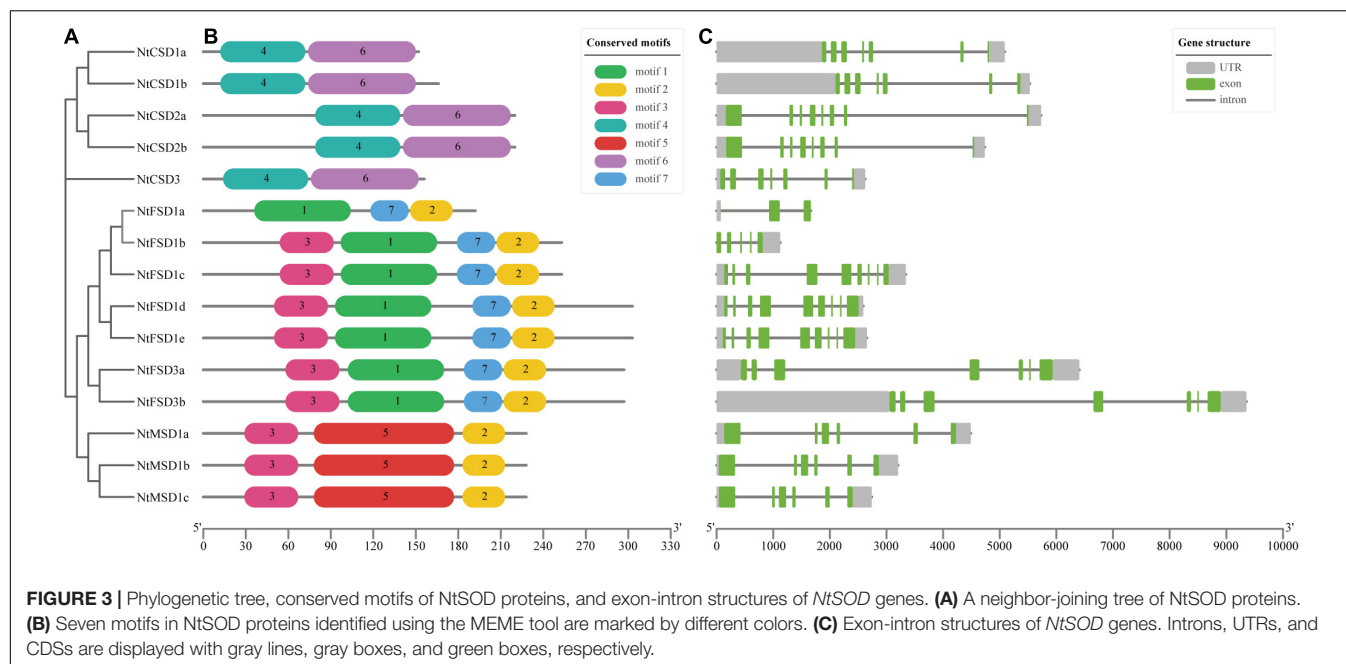 A
B
C
NtCSD1a
NtCSD1b
NtCSD2a
NtCSD2b
NtCSD3
NtFSD1a
NtFSD1b
NtFSD1c
NtFSD1d
NtFSD1e
NtFSD3a
NtFSD3b
NtMSD1a
NtMSD1b
NtMSD1c
4 6
4 6
4 6
4 6
4 6
1 7 2
3 1 7 2
3 1 7 2
3 1 7 2
3 1 7 2
3 1 7 2
3 1 7 2
3 5 2
3 5 2
3 5 2
5' 3'
0 30 60 90 120 150 180 210 240 270 300 330
Conserved motifs
motif 1
motif 2
motif 3
motif 4
motif 5
motif 6
motif 7
Gene structure
UTR
exon
intron
5' 3'
0 1000 2000 3000 4000 5000 6000 7000 8000 9000 10000
FIGURE 3 | Phylogenetic tree, conserved motifs of NtSOD proteins, and exon-intron structures of NtSOD genes. (A) A neighbor-joining tree of NtSOD proteins.
(B) Seven motifs in NtSOD proteins identified using the MEME tool are marked by different colors. (C) Exon-intron structures of NtSOD genes. Introns, UTRs, and
CDSs are displayed with gray lines, gray boxes, and green boxes, respectively.